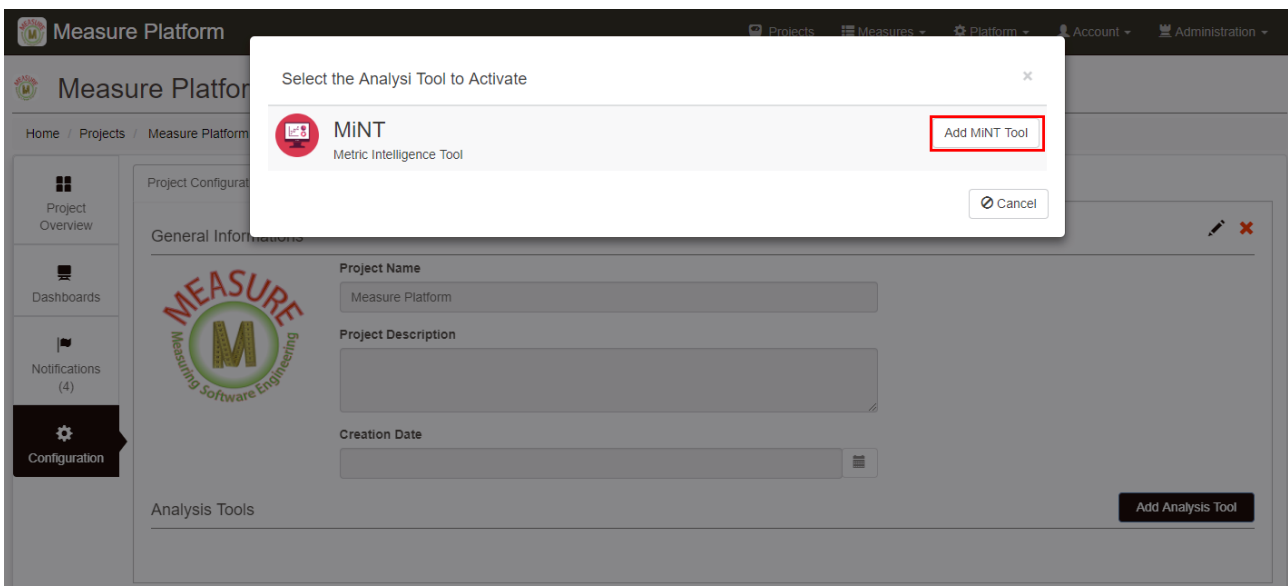 Measure Platform
Projects Measures Platform Account Administration
Select the Analysi Tool to Activate
×
Measure Platfor
Home / Projects / Measure Platform
MiNT
Metric Intelligence Tool
Add MiNT Tool
Cancel
Project Overview
Dashboards
Notifications (4)
Configuration
Project Configurat
General Informations
MEASURE
M
Measuring Software Engineering
Project Name
Measure Platform
Project Description
Creation Date
Analysis Tools
Add Analysis Tool